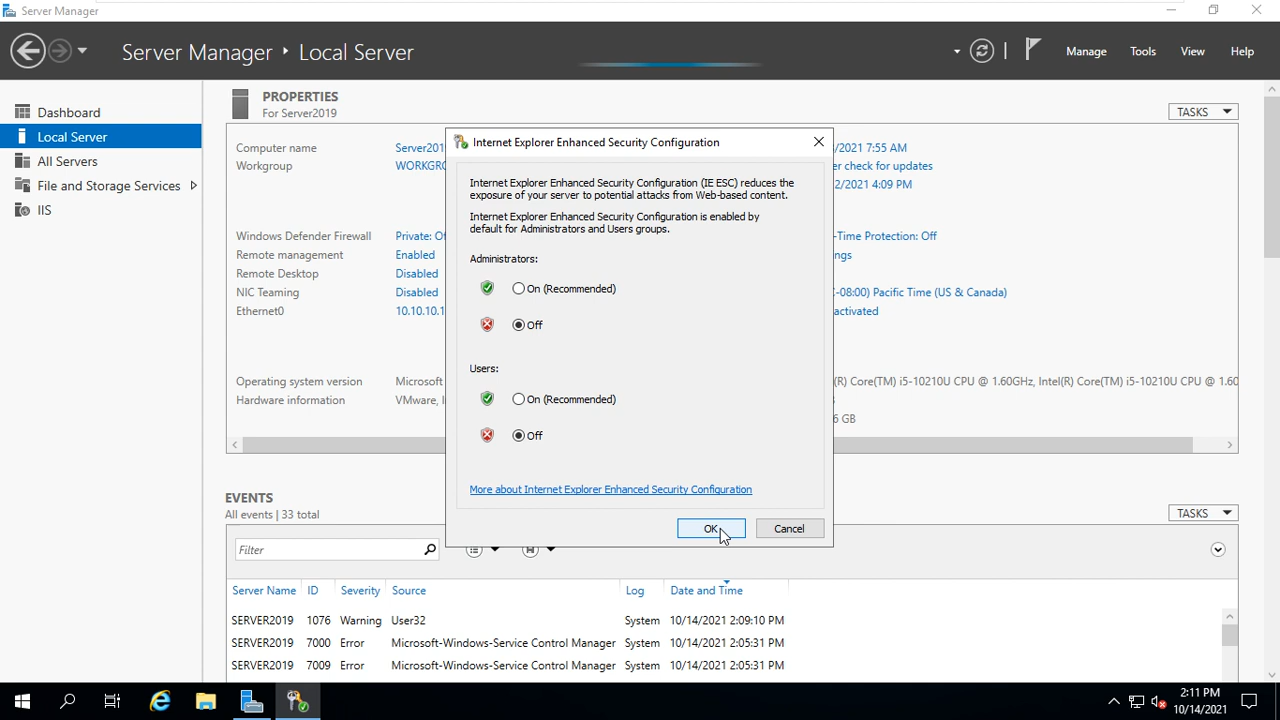 Server Manager
Server Manager ‣ Local Server
Manage Tools View Help
Dashboard
Local Server
All Servers
File and Storage Services
IIS
PROPERTIES
For Server2019
TASKS
Computer name
Workgroup
WORKGR
/2021 7:55 AM
er check for updates
2/2021 4:09 PM
Windows Defender Firewall
Private: Of
-Time Protection: Off
Remote management
Enabled
ngs
Remote Desktop
Disabled
NIC Teaming
Disabled
-08:00) Pacific Time (US & Canada)
Ethernet0
10.10.10.1
activated
Operating system version
Microsoft
(R) Core(TM) i5-10210U CPU @ 1.60GHz, Intel(R) Core(TM) i5-10210U CPU @ 1.60
Hardware information
VMware, I
6 GB
Internet Explorer Enhanced Security Configuration
Internet Explorer Enhanced Security Configuration (IE ESC) reduces the
exposure of your server to potential attacks from Web-based content.
Internet Explorer Enhanced Security Configuration is enabled by
default for Administrators and Users groups.
Administrators:
On (Recommended)
Off
Users:
On (Recommended)
Off
More about Internet Explorer Enhanced Security Configuration
OK Cancel
EVENTS
All events | 33 total
TASKS
Filter
Server Name ID Severity Source Log Date and Time
SERVER2019 1076 Warning User32 System 10/14/2021 2:09:10 PM
SERVER2019 7000 Error Microsoft-Windows-Service Control Manager System 10/14/2021 2:05:31 PM
SERVER2019 7009 Error Microsoft-Windows-Service Control Manager System 10/14/2021 2:05:31 PM
2:11 PM
10/14/2021